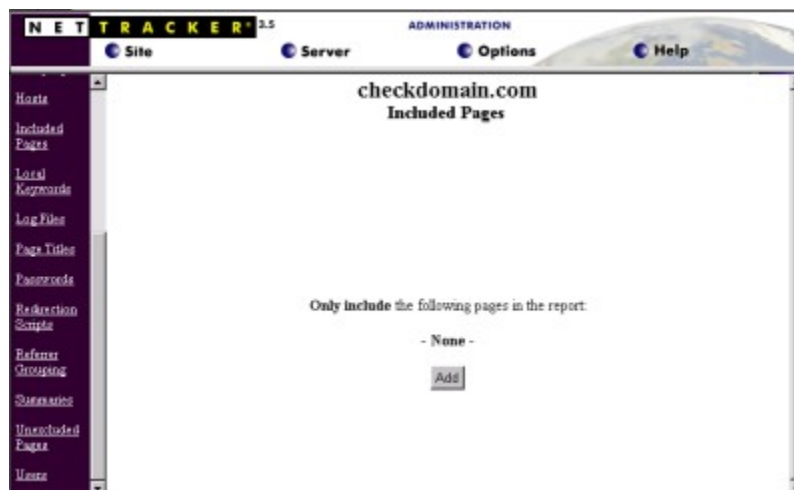 NET TRACKER® 3.5
ADMINISTRATION
Site Server Options Help
checkdomain.com
Included Pages
Hosts
Included
Pages
Local
Keywords
Log Files
Page Titles
Passwords
Redirection
Scripts
Referrer
Grouping
Summaries
Unexcluded
Pages
Users
Only include the following pages in the report:
- None -
Add